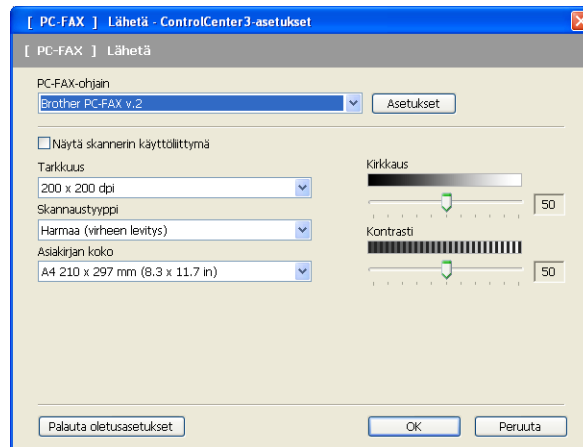 [ PC-FAX ] Lähetä - ControlCenter3-asetukset
[ PC-FAX ] Lähetä
PC-FAX-ohjain
Brother PC-FAX v.2
Asetukset
Näytä skannerin käyttöliittymä
Tarkkuus
200 x 200 dpi
Skannaustyyppi
Harmaa (virheen levitys)
Asiakirjan koko
A4 210 x 297 mm (8.3 x 11.7 in)
Kirkkaus
50
Kontrasti
50
Palauta oletusasetukset
OK
Peruuta